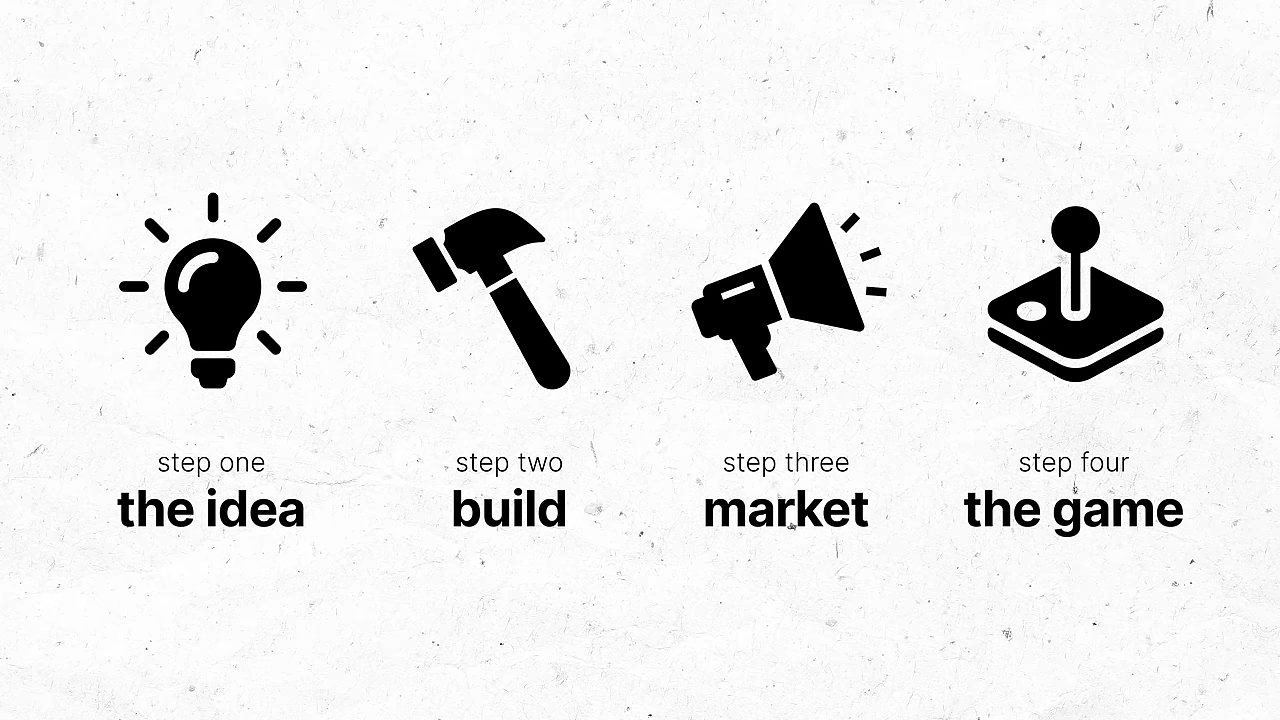 step one
the idea
step two
build
step three
market
step four
the game